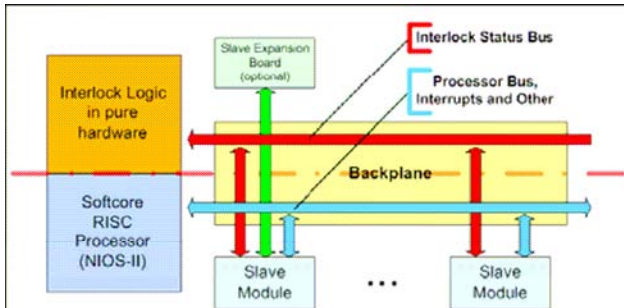 Slave Expansion
Board
(optional)
Interlock Status Bus
Processor Bus,
Interrupts and Other
Interlock Logic
in pure
hardware
Backplane
Softcore
RISC
Processor
(NIOS-II)
Slave
Module
...
Slave
Module